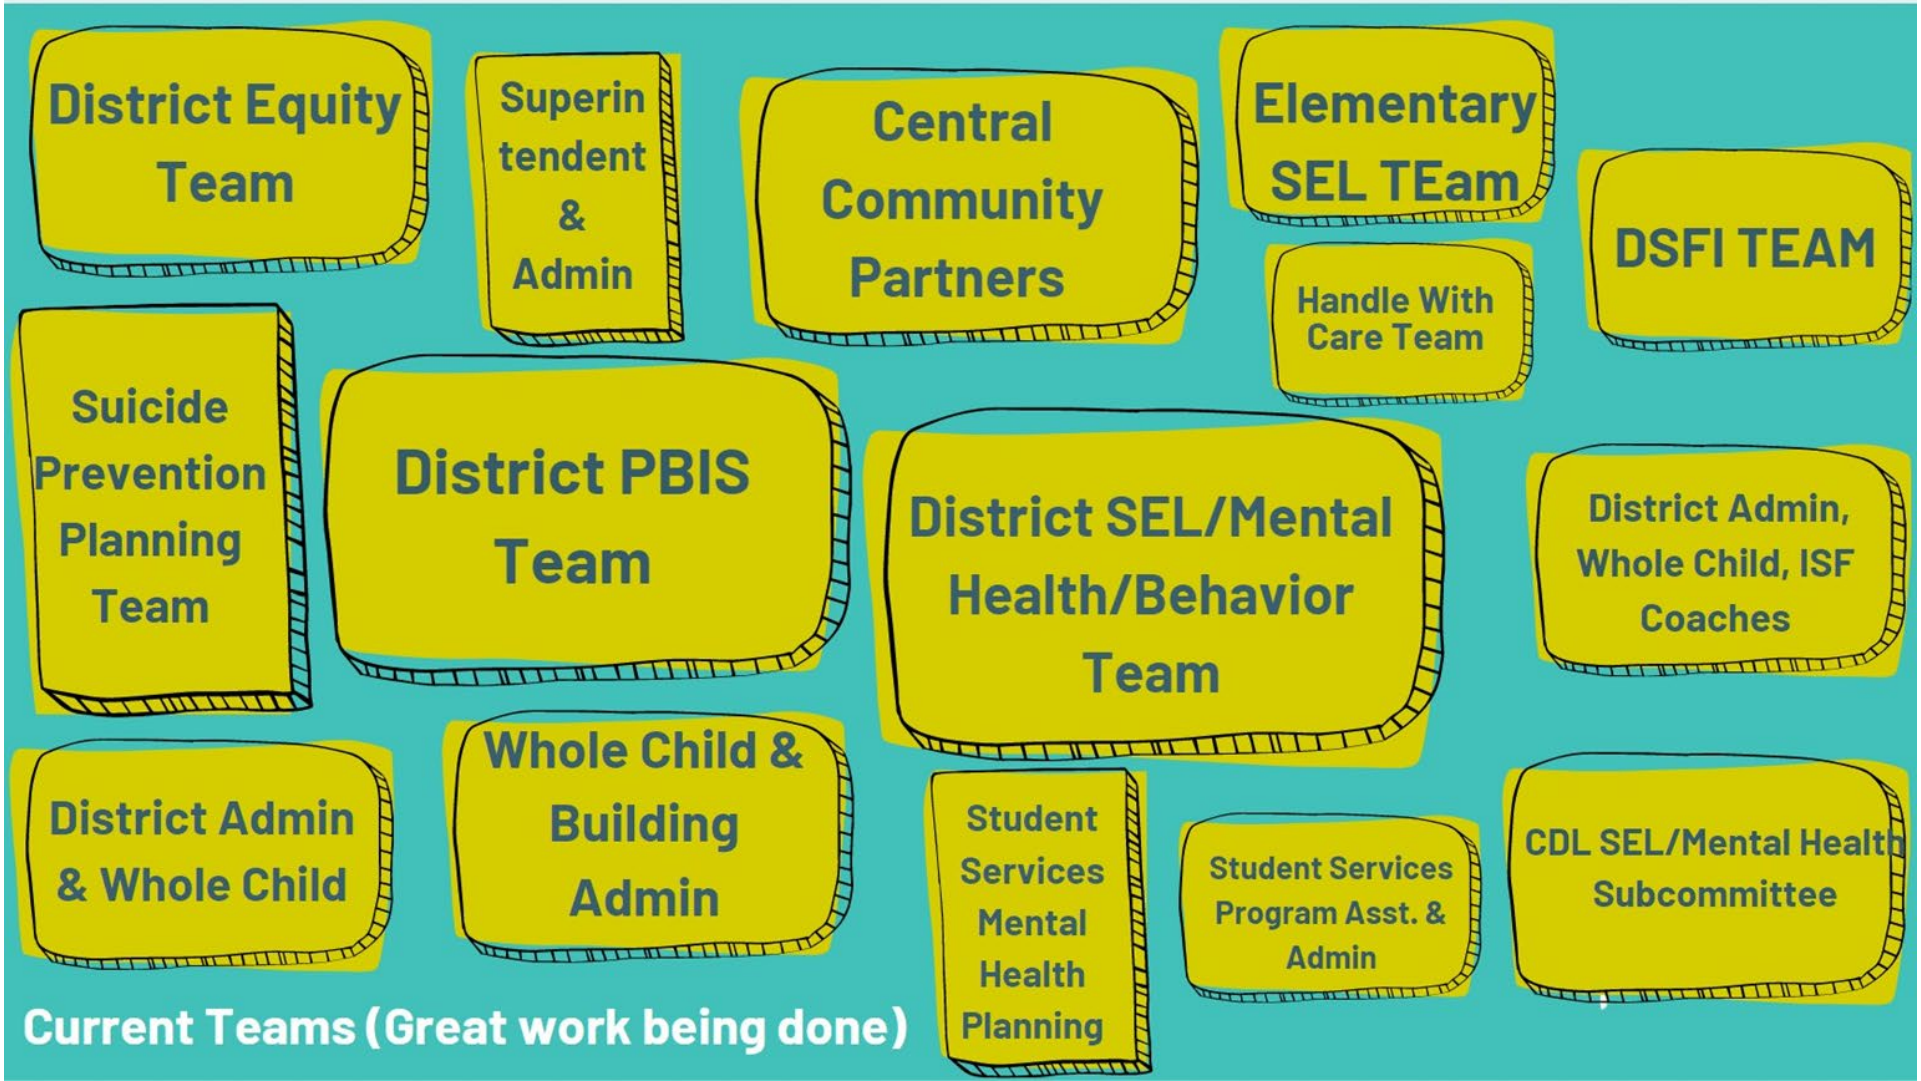 District Equity
Team
Superin
tendent
&
Admin
Central
Community
Partners
Elementary
SEL TEam
DSFI TEAM
Handle With
Care Team
Suicide
Prevention
Planning
Team
District PBIS
Team
District SEL/Mental
Health/Behavior
Team
District Admin,
Whole Child, ISF
Coaches
District Admin
& Whole Child
Whole Child &
Building
Admin
Student
Services
Mental
Health
Planning
Student Services
Program Asst. &
Admin
CDL SEL/Mental Health
Subcommittee
Current Teams (Great work being done)